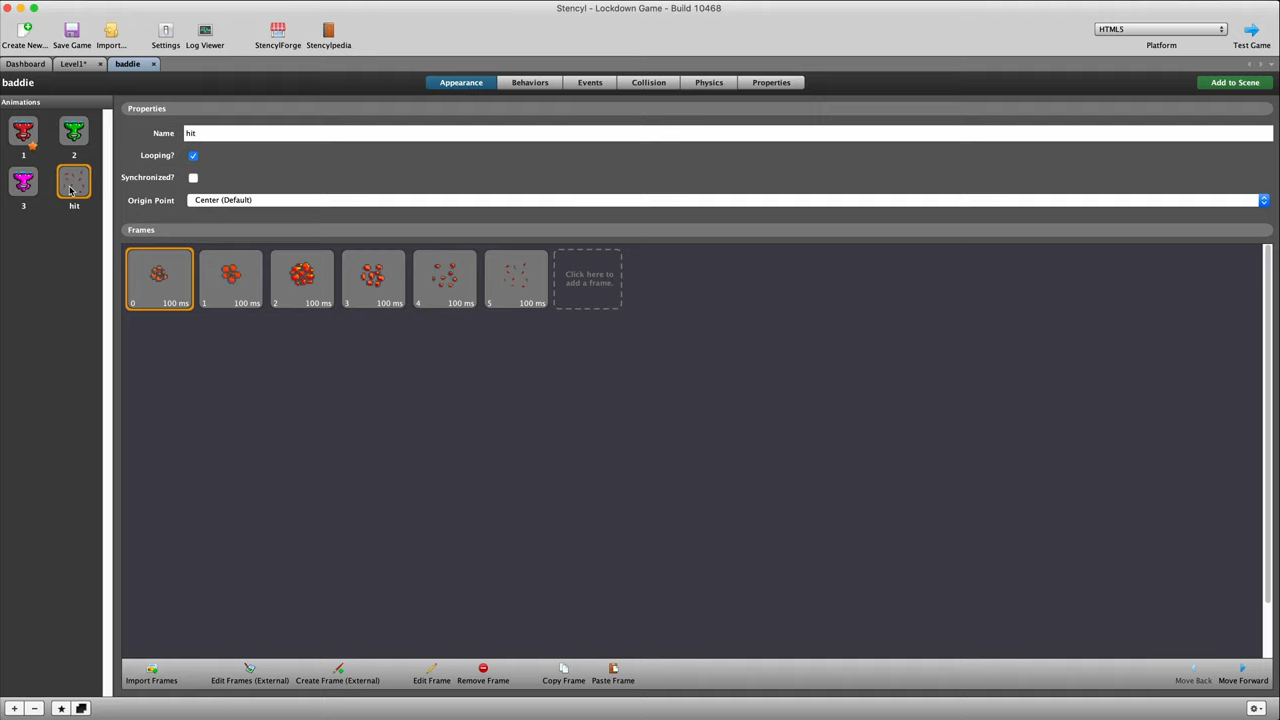 Stencyl - Lockdown Game - Build 10468
Create New... Save Game Import... Settings Log Viewer StencylForge Stencylpedia
HTML5
Platform
Test Game
Dashboard Level1* × baddie ×
baddie
Appearance Behaviors Events Collision Physics Properties
Add to Scene
Animations
1 2
3 hit
Properties
Name hit
Looping?
Synchronized?
Origin Point Center (Default)
Frames
0 100 ms 1 100 ms 2 100 ms 3 100 ms 4 100 ms 5 100 ms
Click here to
add a frame.
Import Frames Edit Frames (External) Create Frame (External) Edit Frame Remove Frame Copy Frame Paste Frame Move Back Move Forward